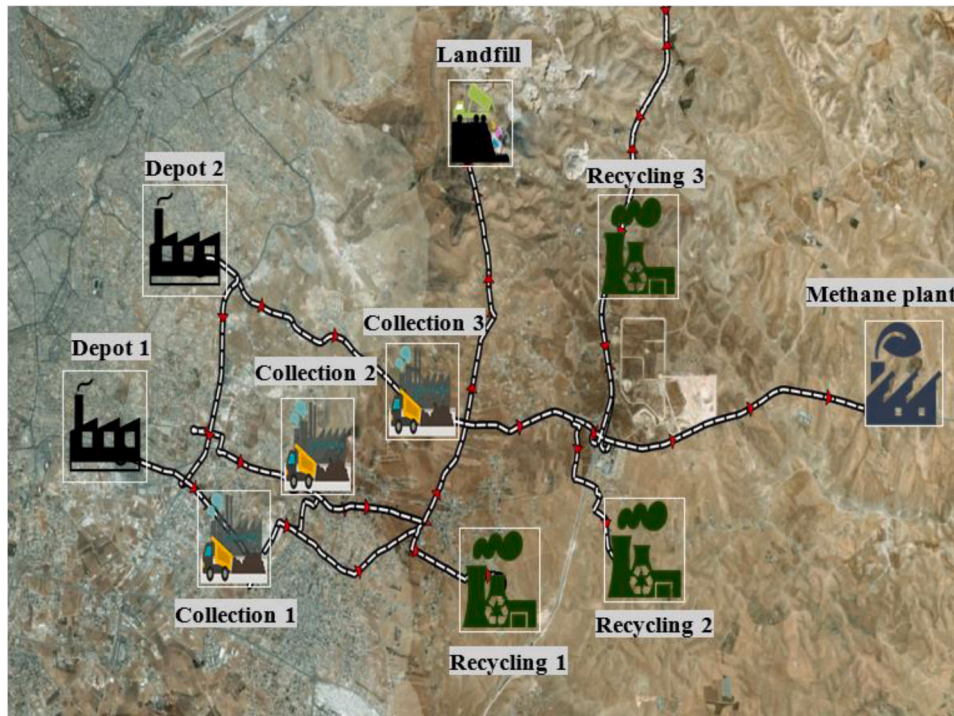 Landfill
Depot 2
Recycling 3
Methane plant
Collection 3
Depot 1
Collection 2
Collection 1
Recycling 2
Recycling 1